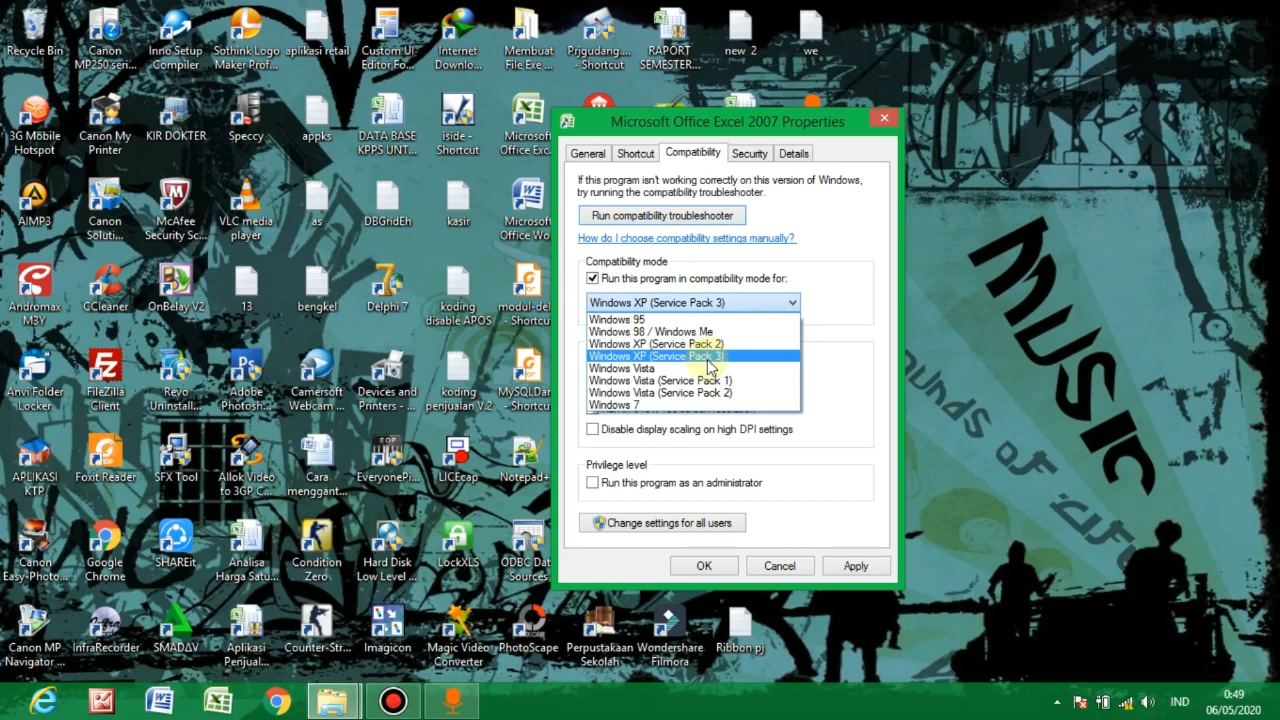 Recycle Bin
Canon
MP250 seri...
Inno Setup
Compiler
Sothink Logo
Maker Prof...
aplikasi retail
Custom UI
Editor Fo...
Internet
Downlo...
Membuat
File Exe ...
Prjgudang....
- Shortcut
RAPORT
SEMESTER...
new 2
we
3G Mobile
Hotspot
Canon My
Printer
KIR DOKTER
Speccy
appks
DATA BASE
KPPS UNT...
iside -
Shortcut
Microsof
Office Exc
AIMP3
Canon
Soluti...
McAfee
Security Sc...
VLC media
player
as
DBGridEh
kasir
Microsof
Office Wo
Andromax
M3Y
CCleaner
OnBelay V2
13
bengkel
Delphi 7
koding
disable APOS
modul-del
- Shortcu
Anvi Folder
Locker
FileZilla
Client
Revo
Uninstall...
Adobe
Photosh...
Camersoft
Webcam ...
Devices and
Printers - ...
koding
penjualan V.2
MySQLDar
- Shortcut
APLIKASI
KTP
Foxit Reader
SFX Tool
Allok Video
to 3GP C...
Cara
menggant...
EveryonePi...
LICEcap
Notepad+
Canon
Easy-Photo...
Google
Chrome
SHAREit
Analisa
Harga Satu...
Condition
Zero
Hard Disk
Low Level ...
LockXLS
ODBC Dat
Sources
Canon MP
Navigator ...
InfraRecorder
SMADΔV
Aplikasi
Penjual...
Counter-Str...
Imagicon
Magic Video
Converter
PhotoScape
Perpustakaan
Sekolah
Wondershare
Filmora
Ribbon pj
Microsoft Office Excel 2007 Properties
General
Shortcut
Compatibility
Security
Details
If this program isn't working correctly on this version of Windows,
try running the compatibility troubleshooter.
Run compatibility troubleshooter
How do I choose compatibility settings manually?
Compatibility mode
Run this program in compatibility mode for:
Windows XP (Service Pack 3)
Windows 95
Windows 98 / Windows Me
Windows XP (Service Pack 2)
Windows XP (Service Pack 3)
Windows Vista
Windows Vista (Service Pack 1)
Windows Vista (Service Pack 2)
Windows 7
Disable display scaling on high DPI settings
Privilege level
Run this program as an administrator
Change settings for all users
OK
Cancel
Apply
MUSIC
IND
0:49
06/05/2020